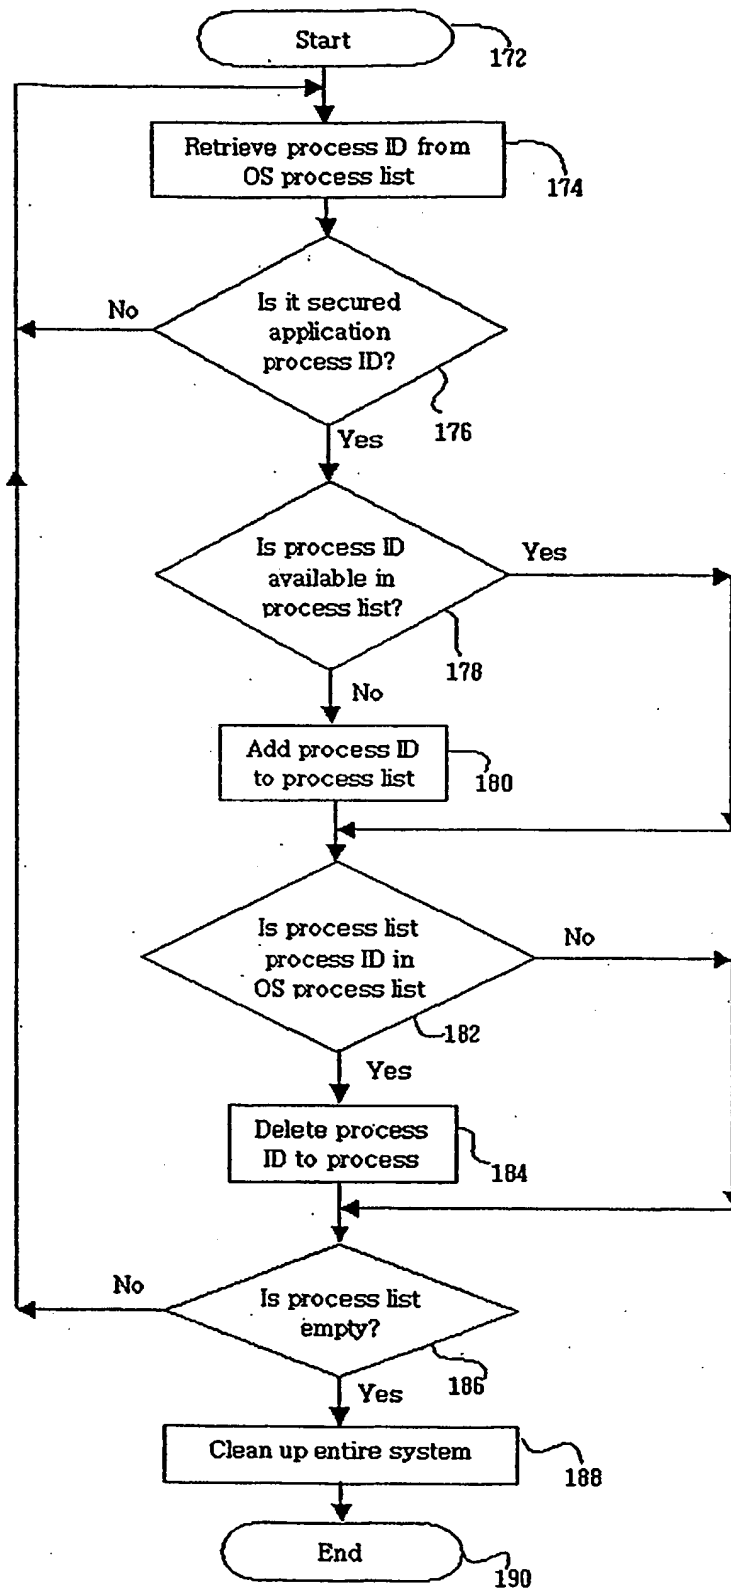 Start
172
Retrieve process ID from
OS process list
174
Is it secured
application
process ID?
No
176
Yes
Is process ID
available in
process list?
Yes
178
No
Add process ID
to process list
180
Is process list
process ID in
OS process list
No
182
Yes
Delete process
ID to process
184
No
Is process list
empty?
186
Yes
Clean up entire system
188
End
190